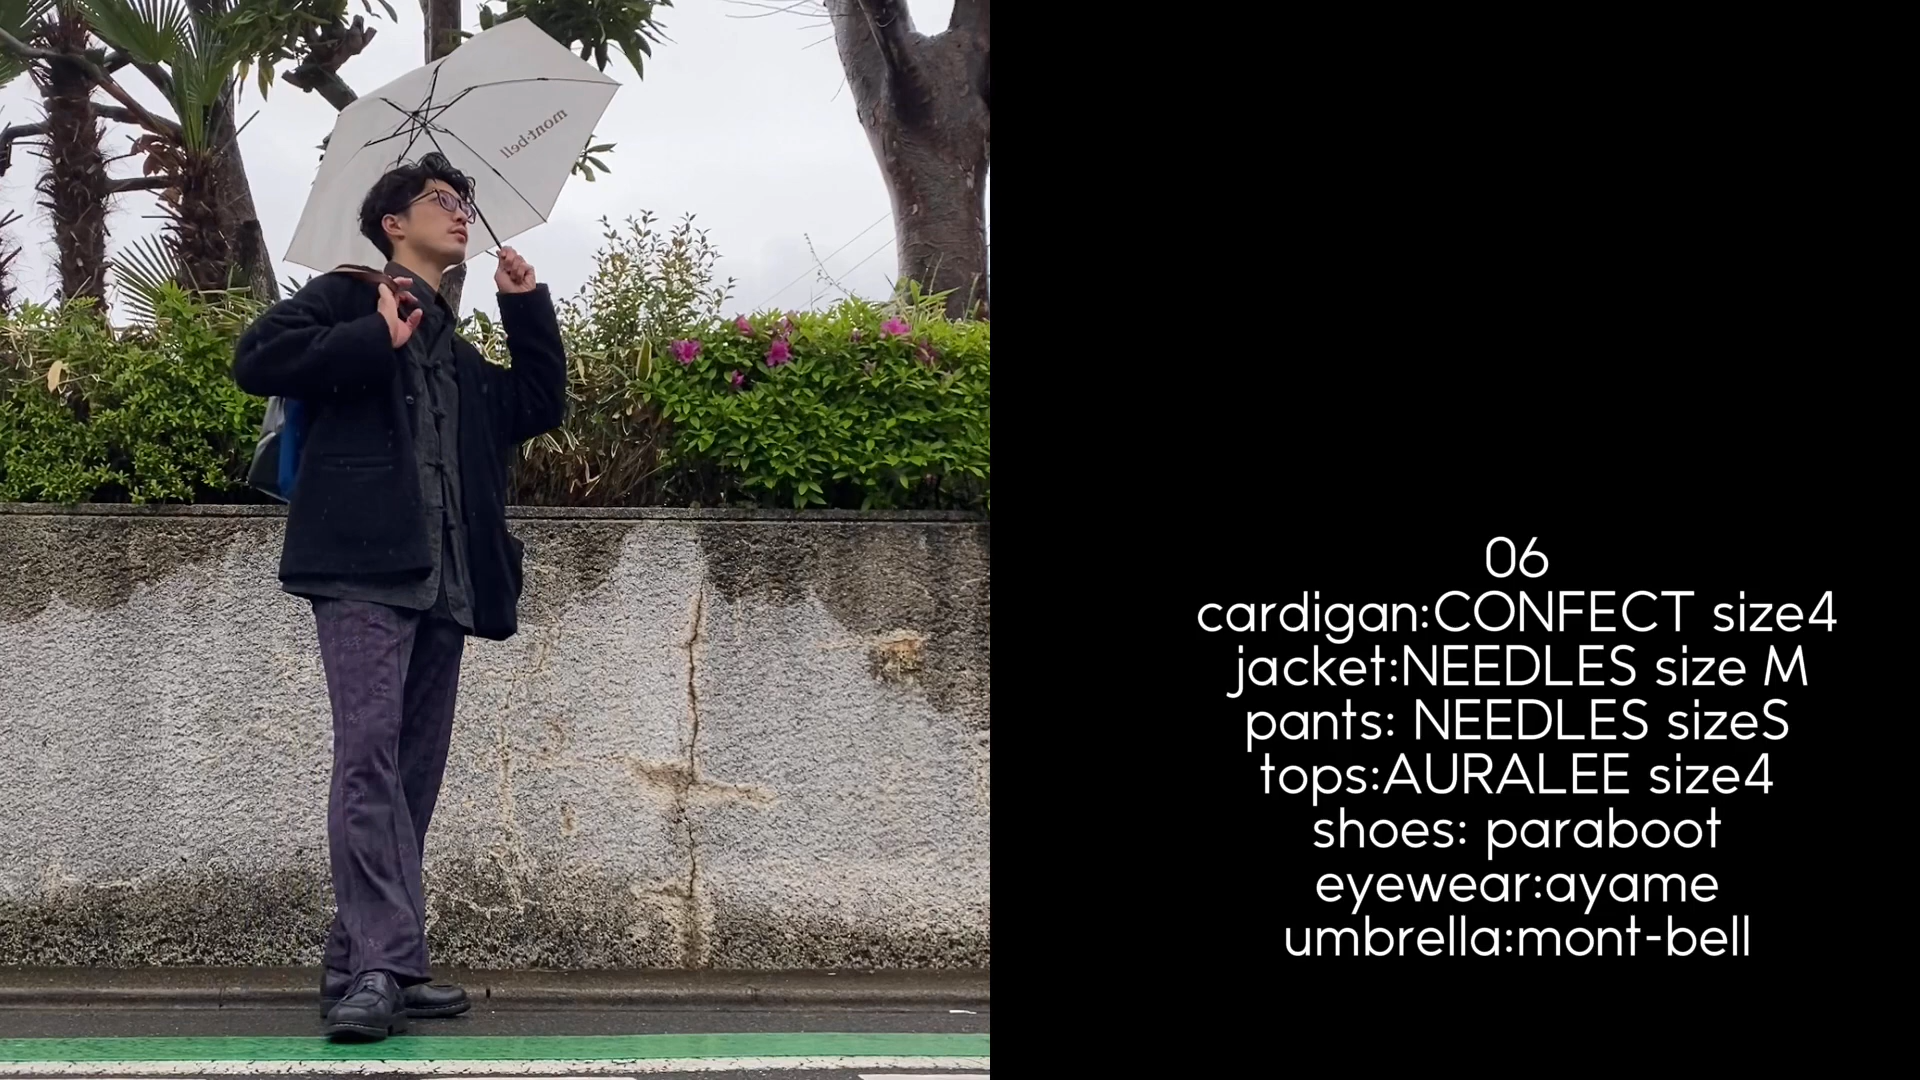 mont-bell
06
cardigan:CONFECT size4
jacket:NEEDLES size M
pants: NEEDLES sizeS
tops:AURALEE size4
shoes: paraboot
eyewear:ayame
umbrella:mont-bell